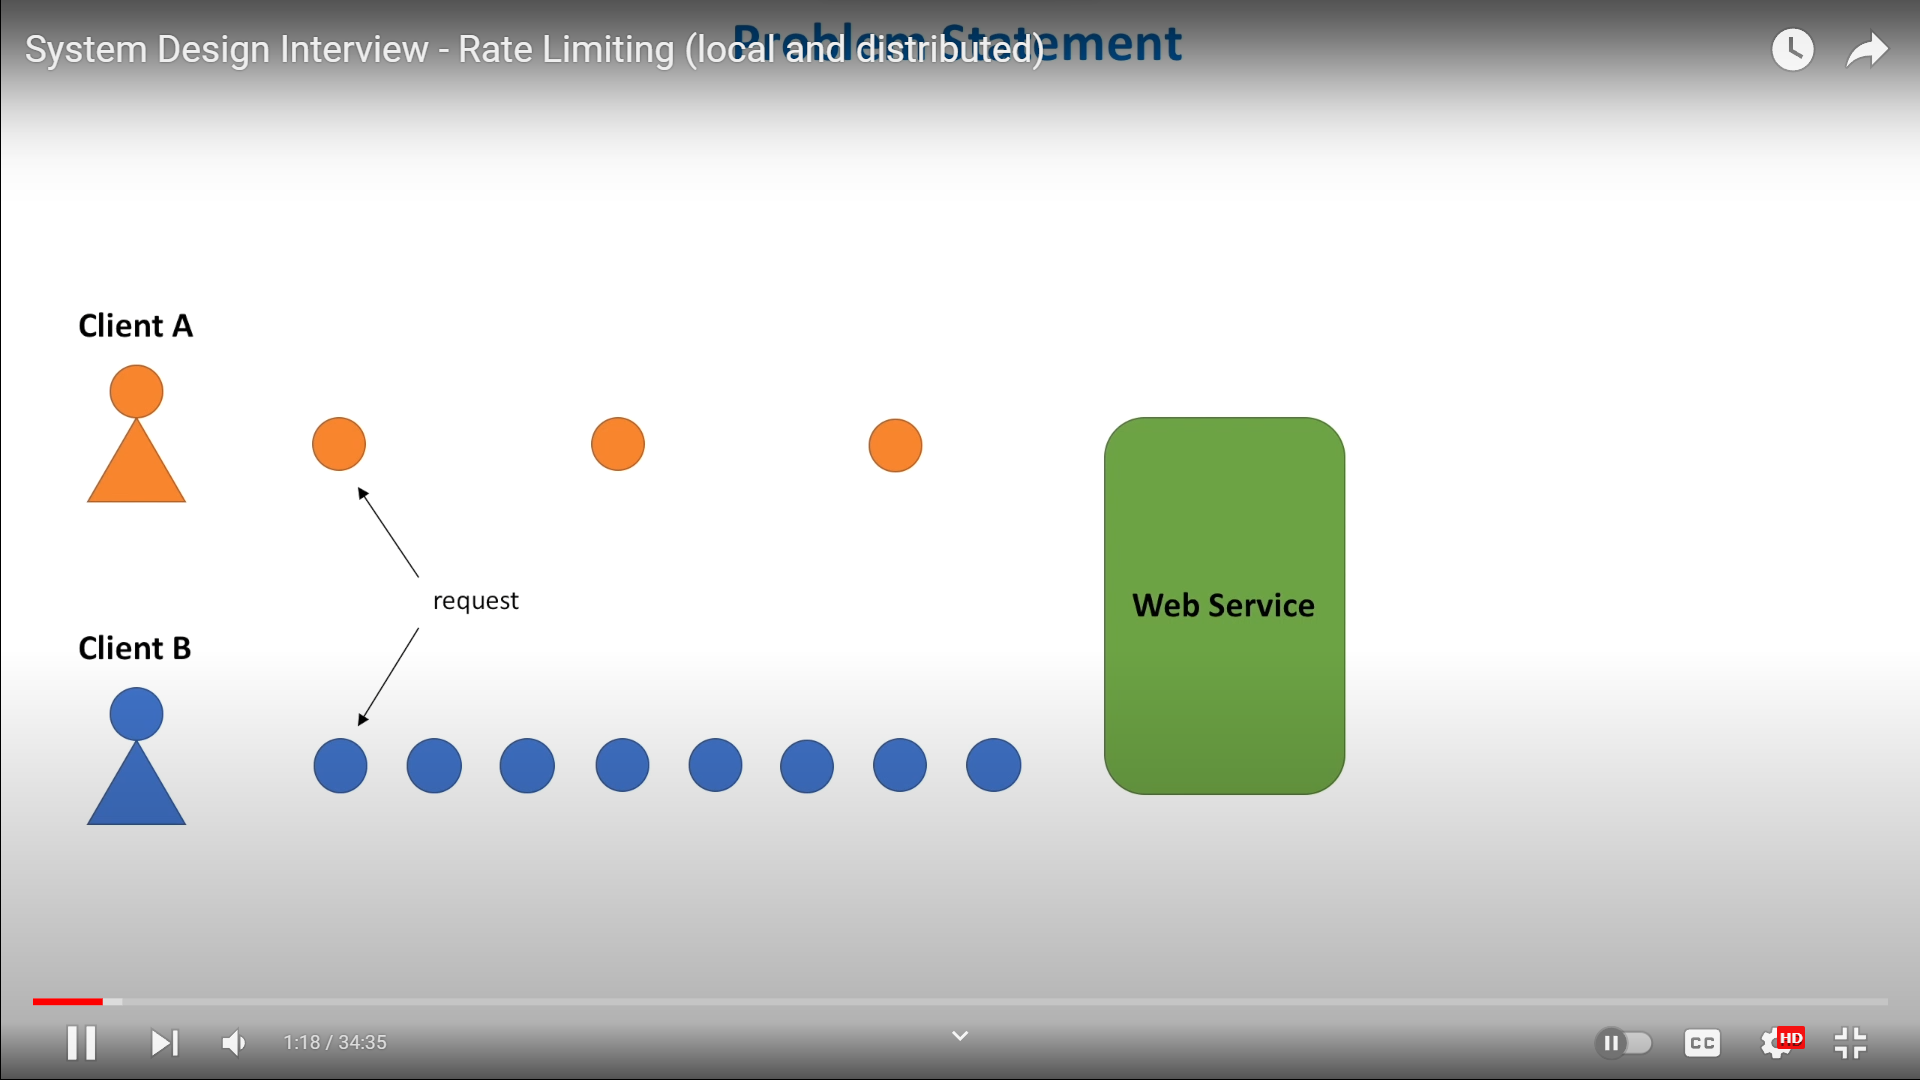 Problem Statement
System Design Interview - Rate Limiting (local and distributed)
Client A
request
Web Service
Client B
1:18 / 34:35
CC
HD